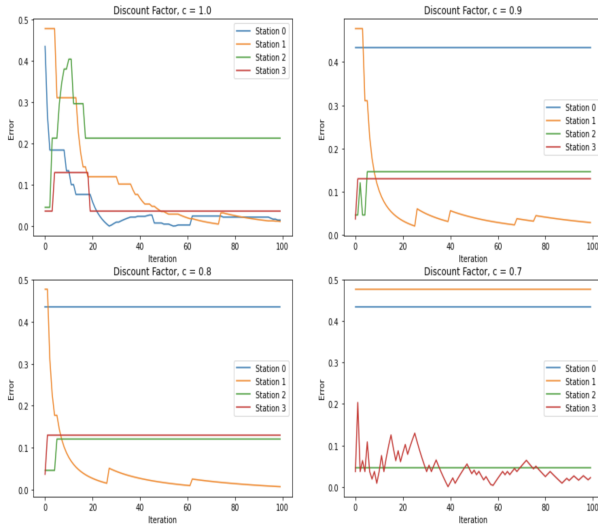 Discount Factor, c = 1.0
0.5
0.4
0.3
0.2
0.1
0.0
Error
0 20 40 60 80 100
Iteration
Station 0
Station 1
Station 2
Station 3
Discount Factor, c = 0.9
0.4
0.3
0.2
0.1
0.0
Error
0 20 40 60 80 100
Iteration
Station 0
Station 1
Station 2
Station 3
Discount Factor, c = 0.8
0.5
0.4
0.3
0.2
0.1
0.0
Error
0 20 40 60 80 100
Iteration
Station 0
Station 1
Station 2
Station 3
Discount Factor, c = 0.7
0.5
0.4
0.3
0.2
0.1
0.0
Error
0 20 40 60 80 100
Iteration
Station 0
Station 1
Station 2
Station 3